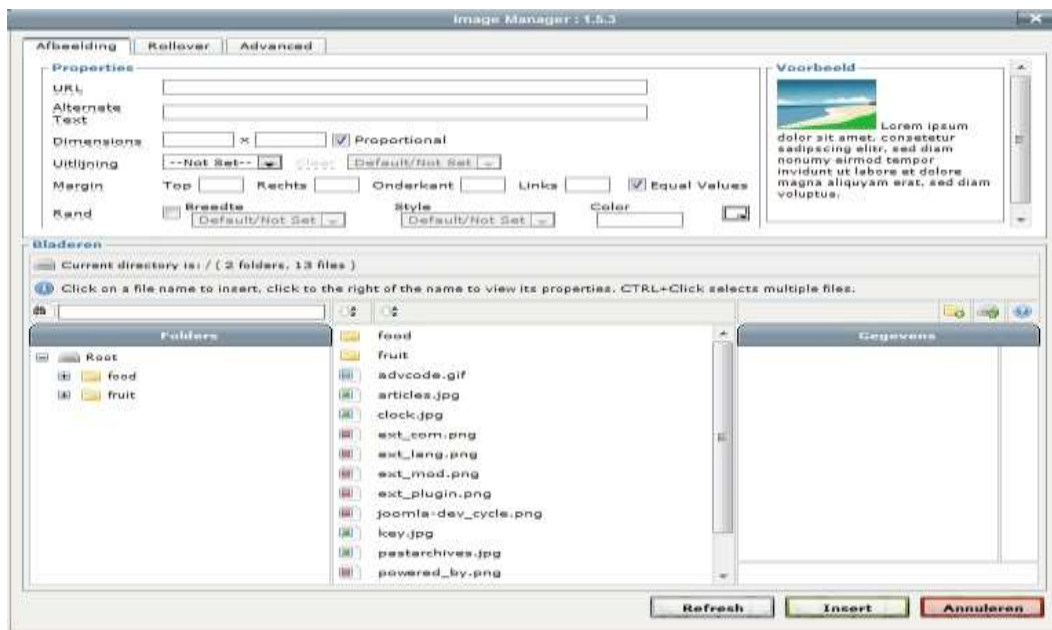 Image Manager : 1.5.3
Afbeelding Rollover Advanced
Properties
URL
Alternate Text
Dimensions × Proportional
Uitlijning --Not Set-- Clear Default/Not Set
Margin Top Rechts Onderkant Links Equal Values
Rand Breedte Default/Not Set Style Default/Not Set Color
Voorbeeld
Lorem ipsum
dolor sit amet, consetetur
sadipscing elitr, sed diam
nonumy eirmod tempor
invidunt ut labore et dolore
magna aliquyam erat, sed diam
voluptua.
Bladeren
Current directory is: / ( 2 folders, 13 files )
Click on a file name to insert, click to the right of the name to view its properties. CTRL+Click selects multiple files.
Folders
Root
food
fruit
food
fruit
advcode.gif
articles.jpg
clock.jpg
ext_com.png
ext_lang.png
ext_mod.png
ext_plugin.png
joomla-dev_cycle.png
key.jpg
pastarchives.jpg
powered_by.png
Gegevens
Refresh Insert Annuleren